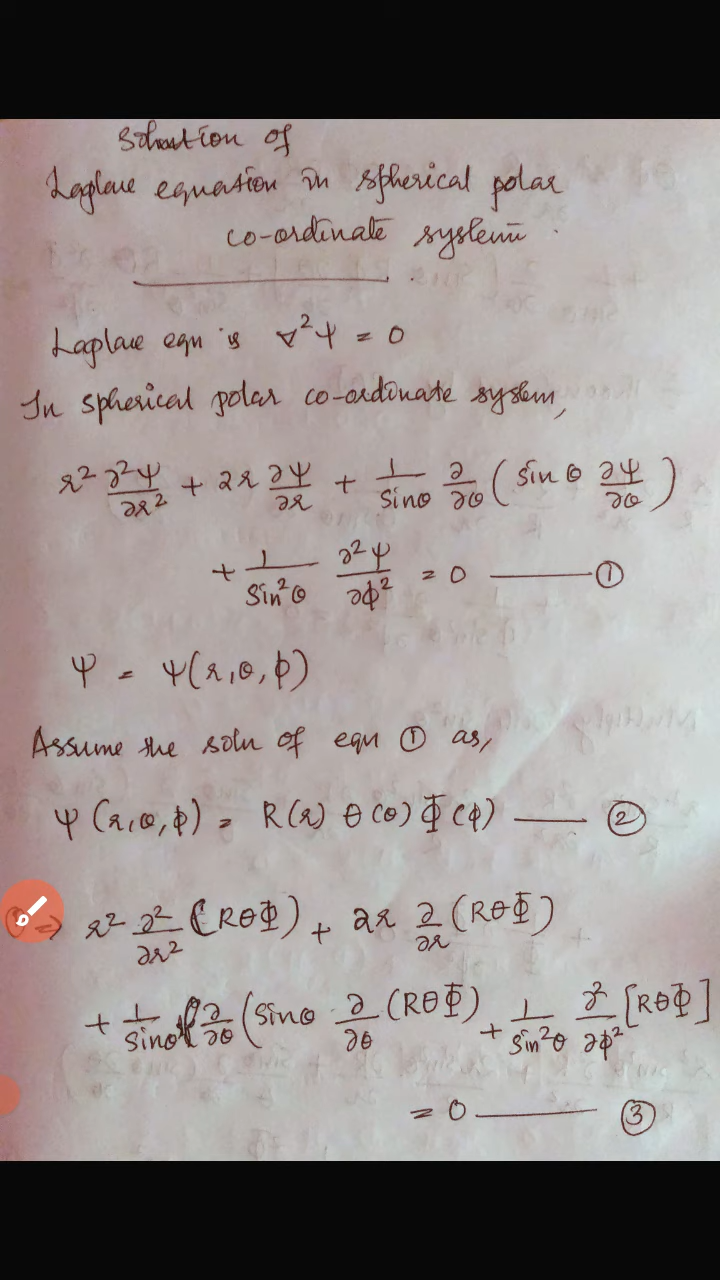 Solution of
Laplace equation in spherical polar
co-ordinate system.
Laplace eqn is ∇²ψ = 0
In spherical polar co-ordinate system,
r² ∂²ψ/∂r² + 2r ∂ψ/∂r + 1/sinθ ∂/∂θ (sinθ ∂ψ/∂θ)
+ 1/sin²θ ∂²ψ/∂ϕ² = 0 —— ①
ψ = ψ(r,θ,ϕ)
Assume the soln of eqn ① as,
ψ(r,θ,ϕ) = R(r) θ(θ) Φ(ϕ) —— ②
① ⇒ r² ∂²/∂r² (RθΦ) + 2r ∂/∂r (RθΦ)
+ 1/sinθ ∂/∂θ (sinθ ∂/∂θ (RθΦ) + 1/sin²θ ∂²/∂ϕ² [RθΦ]
= 0 —— ③